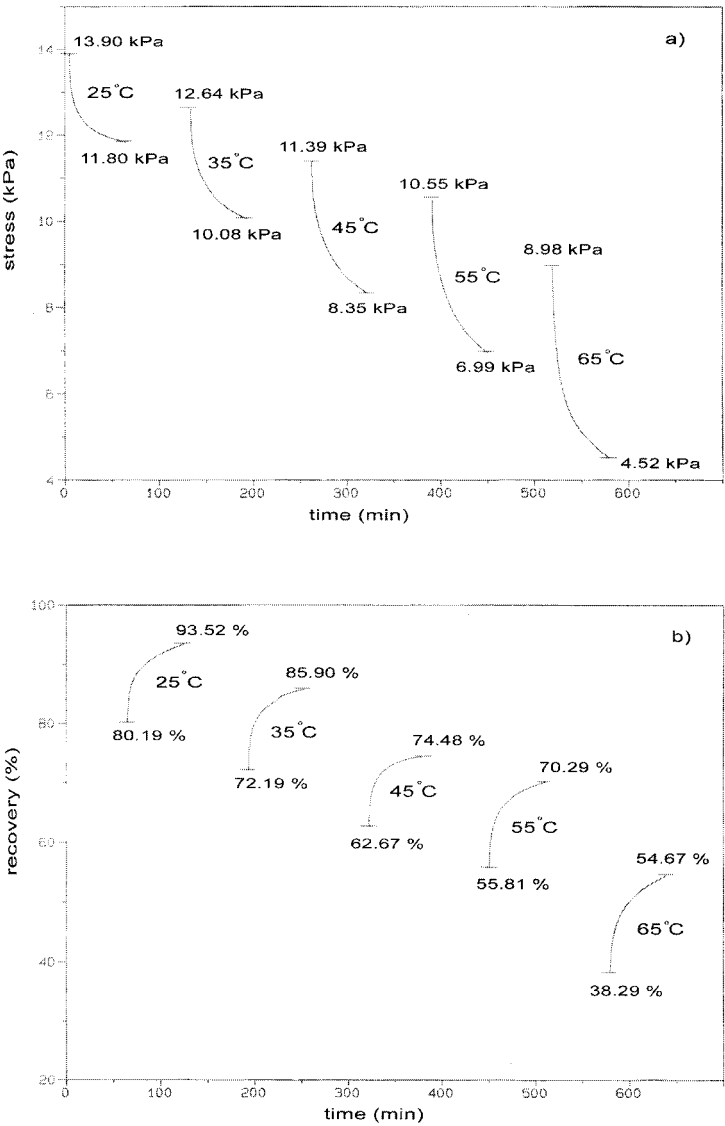 a)
13.90 kPa
25°C
11.80 kPa
12.64 kPa
35°C
10.08 kPa
11.39 kPa
45°C
8.35 kPa
10.55 kPa
55°C
6.99 kPa
8.98 kPa
65°C
4.52 kPa
14
12
10
8
6
4
stress (kPa)
0 100 200 300 400 500 600
time (min)
b)
93.52 %
25°C
80.19 %
85.90 %
35°C
72.19 %
74.48 %
45°C
62.67 %
70.29 %
55°C
55.81 %
54.67 %
65°C
38.29 %
100
80
60
40
20
recovery (%)
0 100 200 300 400 500 600
time (min)